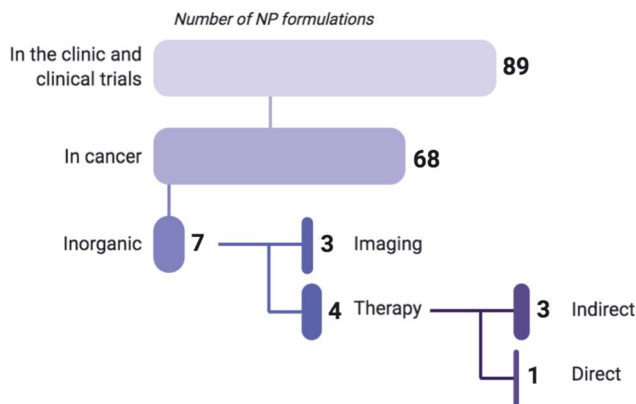 Number of NP formulations
In the clinic and
clinical trials
89
In cancer
68
Inorganic
7
3
Imaging
4
Therapy
3
Indirect
1
Direct